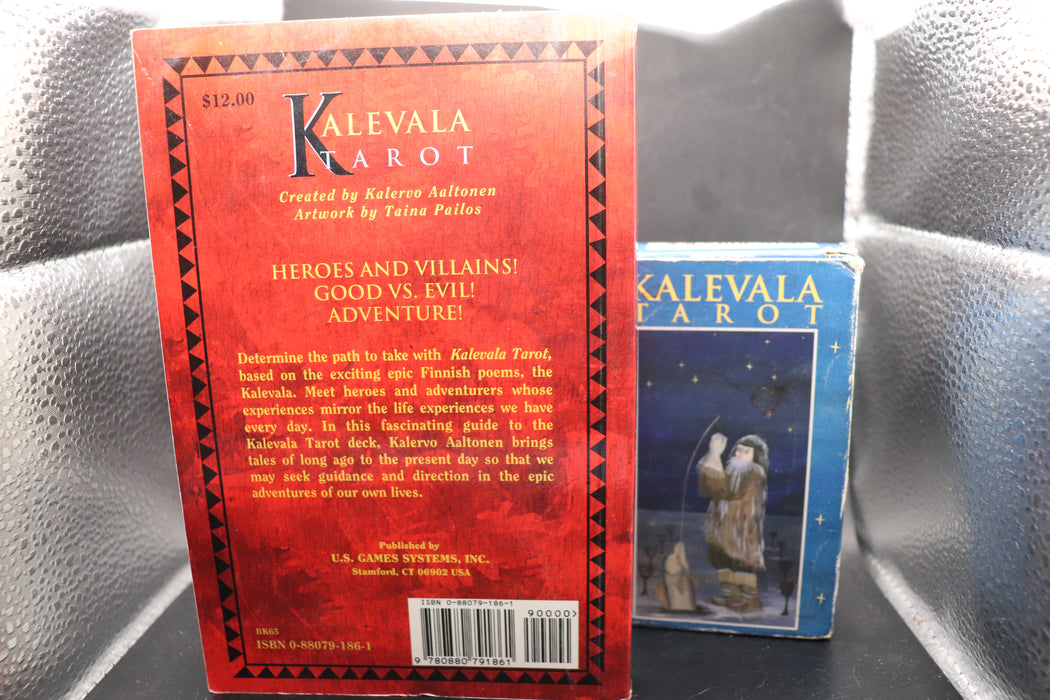 $12.00
KALEVALA
TAROT
Created by Kalervo Aaltonen
Artwork by Taina Pailos
HEROES AND VILLAINS!
GOOD VS. EVIL!
ADVENTURE!
Determine the path to take with Kalevala Tarot,
based on the exciting epic Finnish poems, the
Kalevala. Meet heroes and adventurers whose
experiences mirror the life experiences we have
every day. In this fascinating guide to the
Kalevala Tarot deck, Kalervo Aaltonen brings
tales of long ago to the present day so that we
may seek guidance and direction in the epic
adventures of our own lives.
Published by
U.S. GAMES SYSTEMS, INC.
Stamford, CT 06902 USA
BK65
ISBN 0-88079-186-1
ISBN 0-88079-186-1
90000>
9 780880 791861
KALEVALA
TAROT